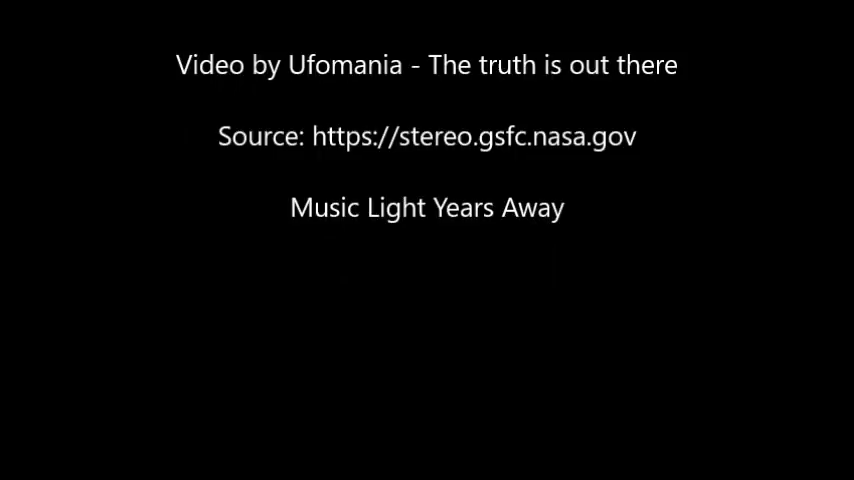 Video by Ufomania - The truth is out there
Source: https://stereo.gsfc.nasa.gov
Music Light Years Away